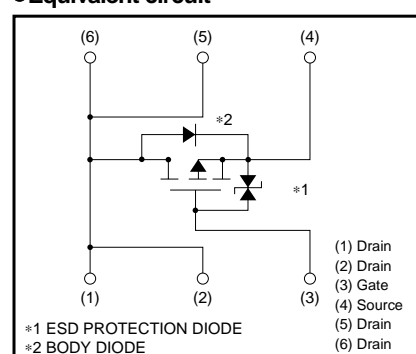 Equivalent circuit
(6) (5) (4)
∗2
∗1
(1) Drain
(2) Drain
(3) Gate
(4) Source
(5) Drain
(6) Drain
(1) (2) (3)
∗1 ESD PROTECTION DIODE
∗2 BODY DIODE